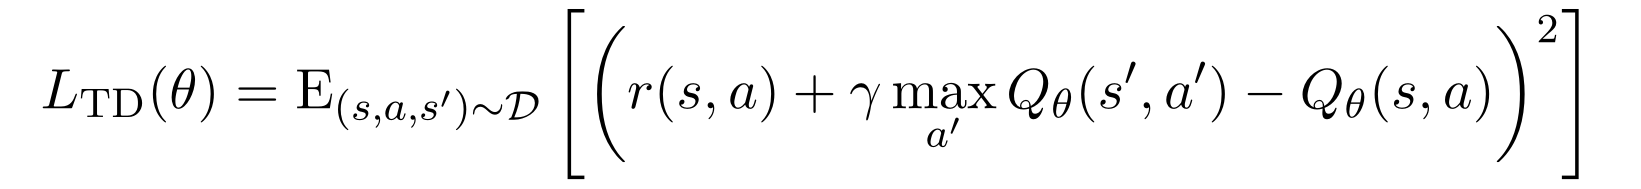 L_TD(θ) = E_(s,a,s′)∼𝒟 [ ( r(s, a) + γ max_a′ Q_θ(s′, a′) − Q_θ(s, a) )² ]